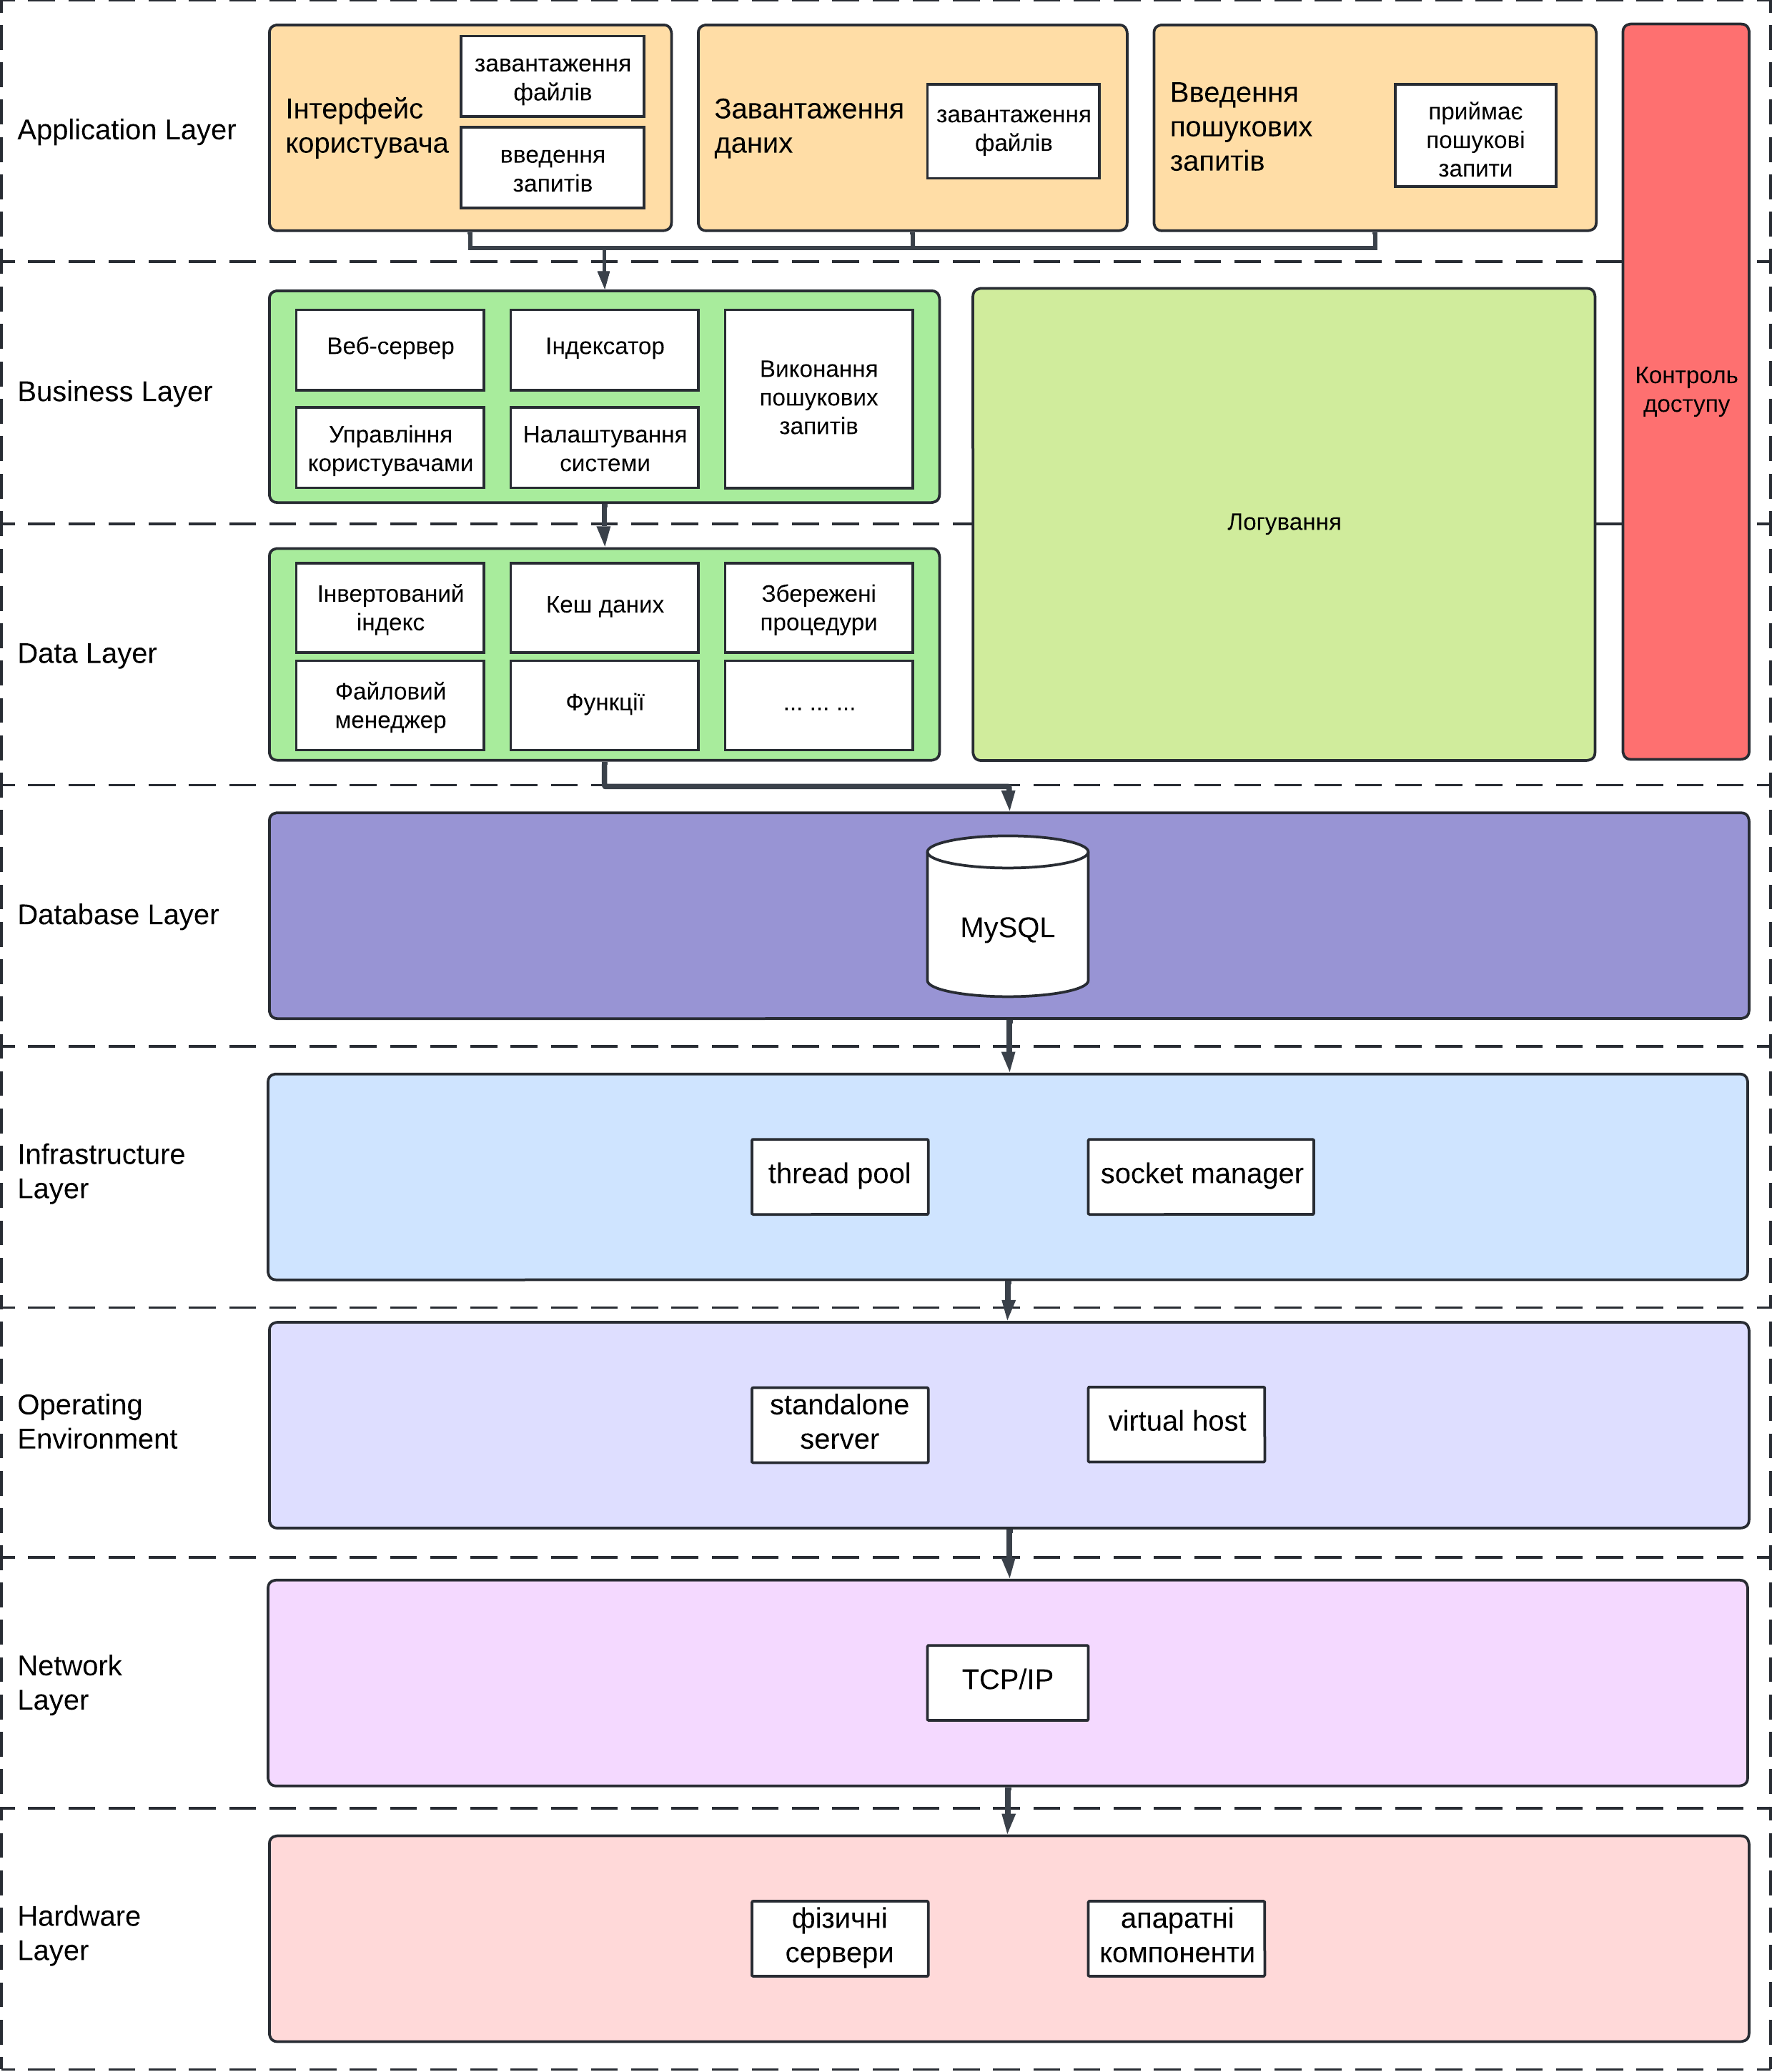 Application Layer
Інтерфейс
користувача
завантаження
файлів
введення
запитів
Завантаження
даних
завантаження
файлів
Введення
пошукових
запитів
приймає
пошукові
запити
Контроль
доступу
Business Layer
Веб-сервер
Індексатор
Виконання
пошукових
запитів
Управління
користувачами
Налаштування
системи
Логування
Data Layer
Інвертований
індекс
Кеш даних
Збережені
процедури
Файловий
менеджер
Функції
... ... ...
Database Layer
MySQL
Infrastructure
Layer
thread pool
socket manager
Operating
Environment
standalone
server
virtual host
Network
Layer
TCP/IP
Hardware
Layer
фізичні
сервери
апаратні
компоненти